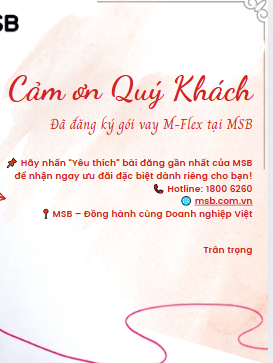 SB
Cảm ơn Quý Khách
Đã đăng ký gói vay M-Flex tại MSB
📌 Hãy nhấn "Yêu thích" bài đăng gần nhất của MSB
để nhận ngay ưu đãi đặc biệt dành riêng cho bạn!
📞 Hotline: 1800 6260
🌐 msb.com.vn
📍 MSB – Đồng hành cùng Doanh nghiệp Việt
Trân trọng